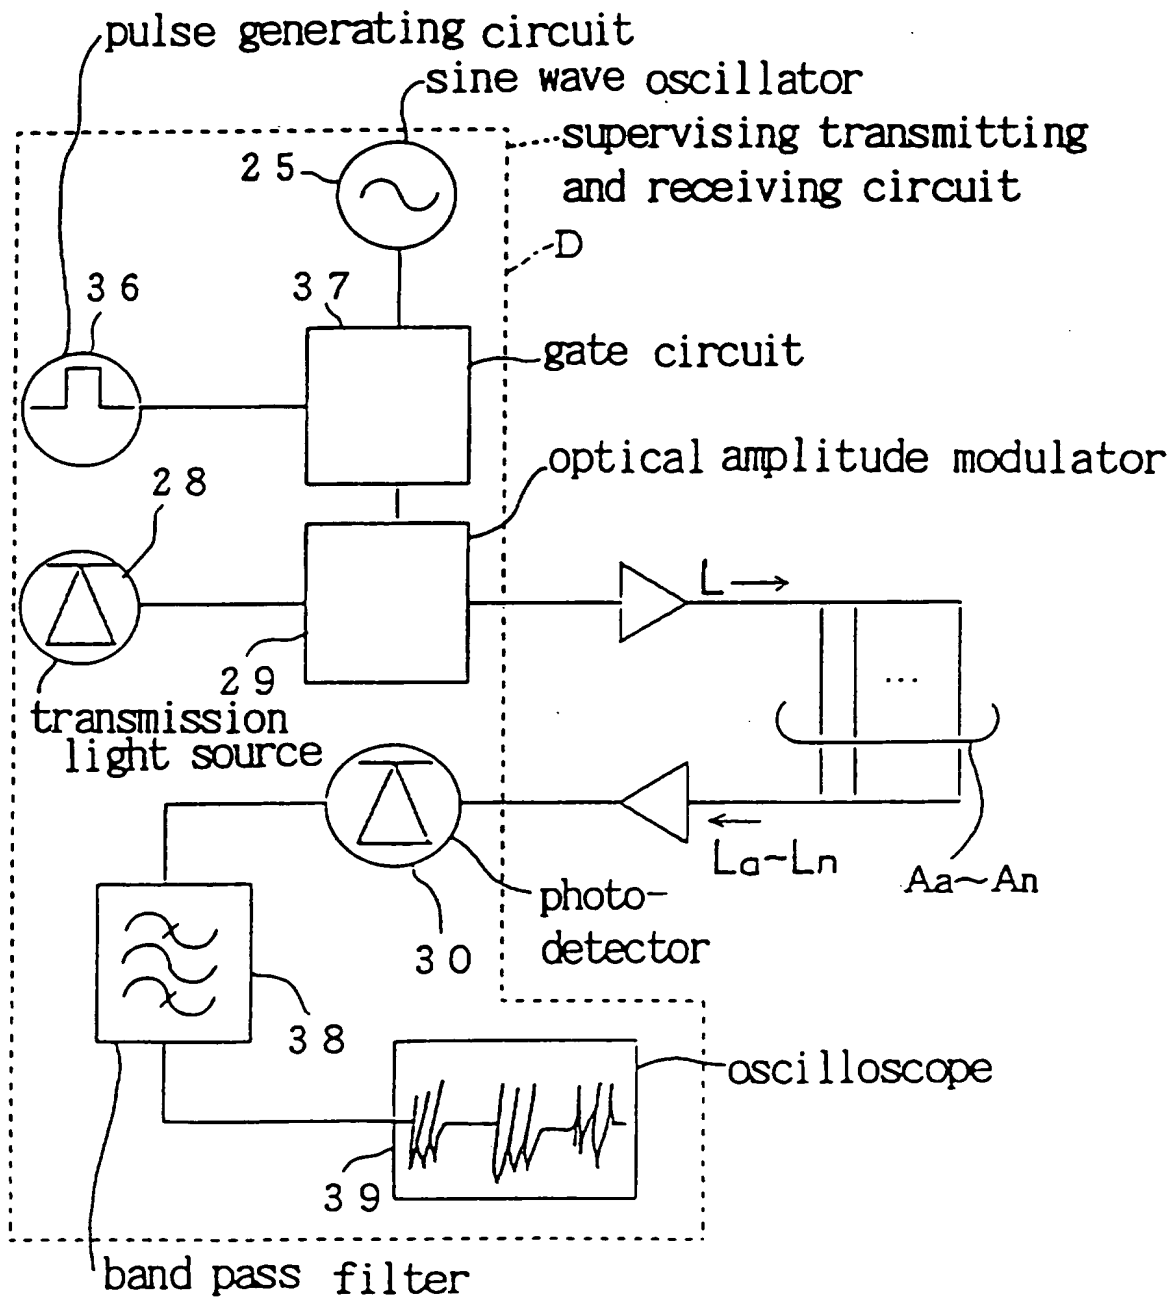 pulse generating circuit
sine wave oscillator
supervising transmitting
and receiving circuit
25
D
36
37
gate circuit
optical amplitude modulator
28
L →
29
...
transmission
light source
← La~Ln
Aa~An
photo-
detector
30
38
oscilloscope
39
band pass filter